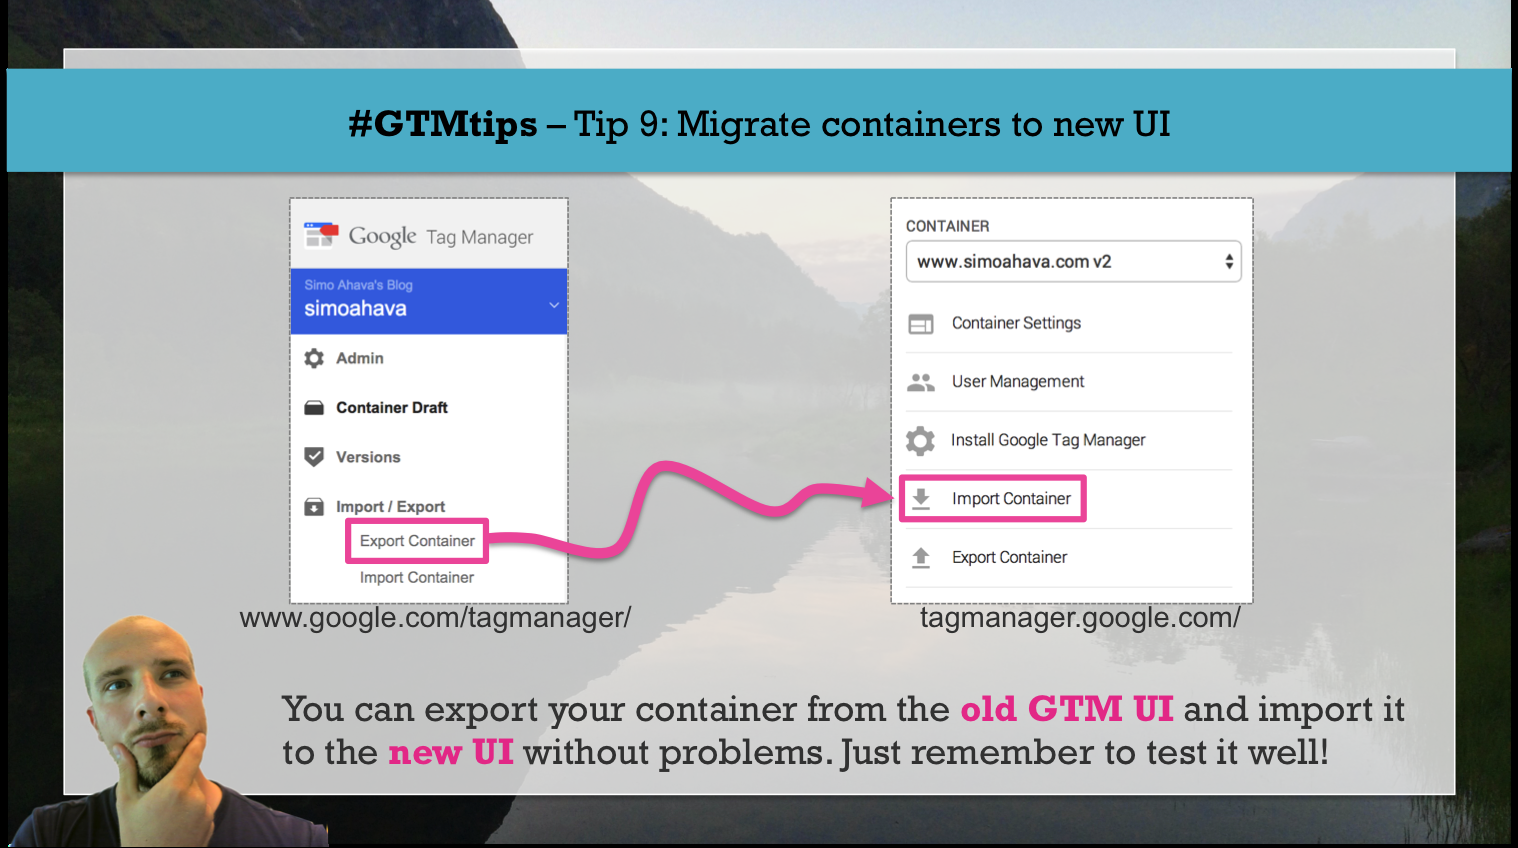 #GTMtips – Tip 9: Migrate containers to new UI
Google Tag Manager
Simo Ahava's Blog
simoahava
Admin
Container Draft
Versions
Import / Export
Export Container
Import Container
www.google.com/tagmanager/
CONTAINER
www.simoahava.com v2
Container Settings
User Management
Install Google Tag Manager
Import Container
Export Container
tagmanager.google.com/
You can export your container from the old GTM UI and import it
to the new UI without problems. Just remember to test it well!